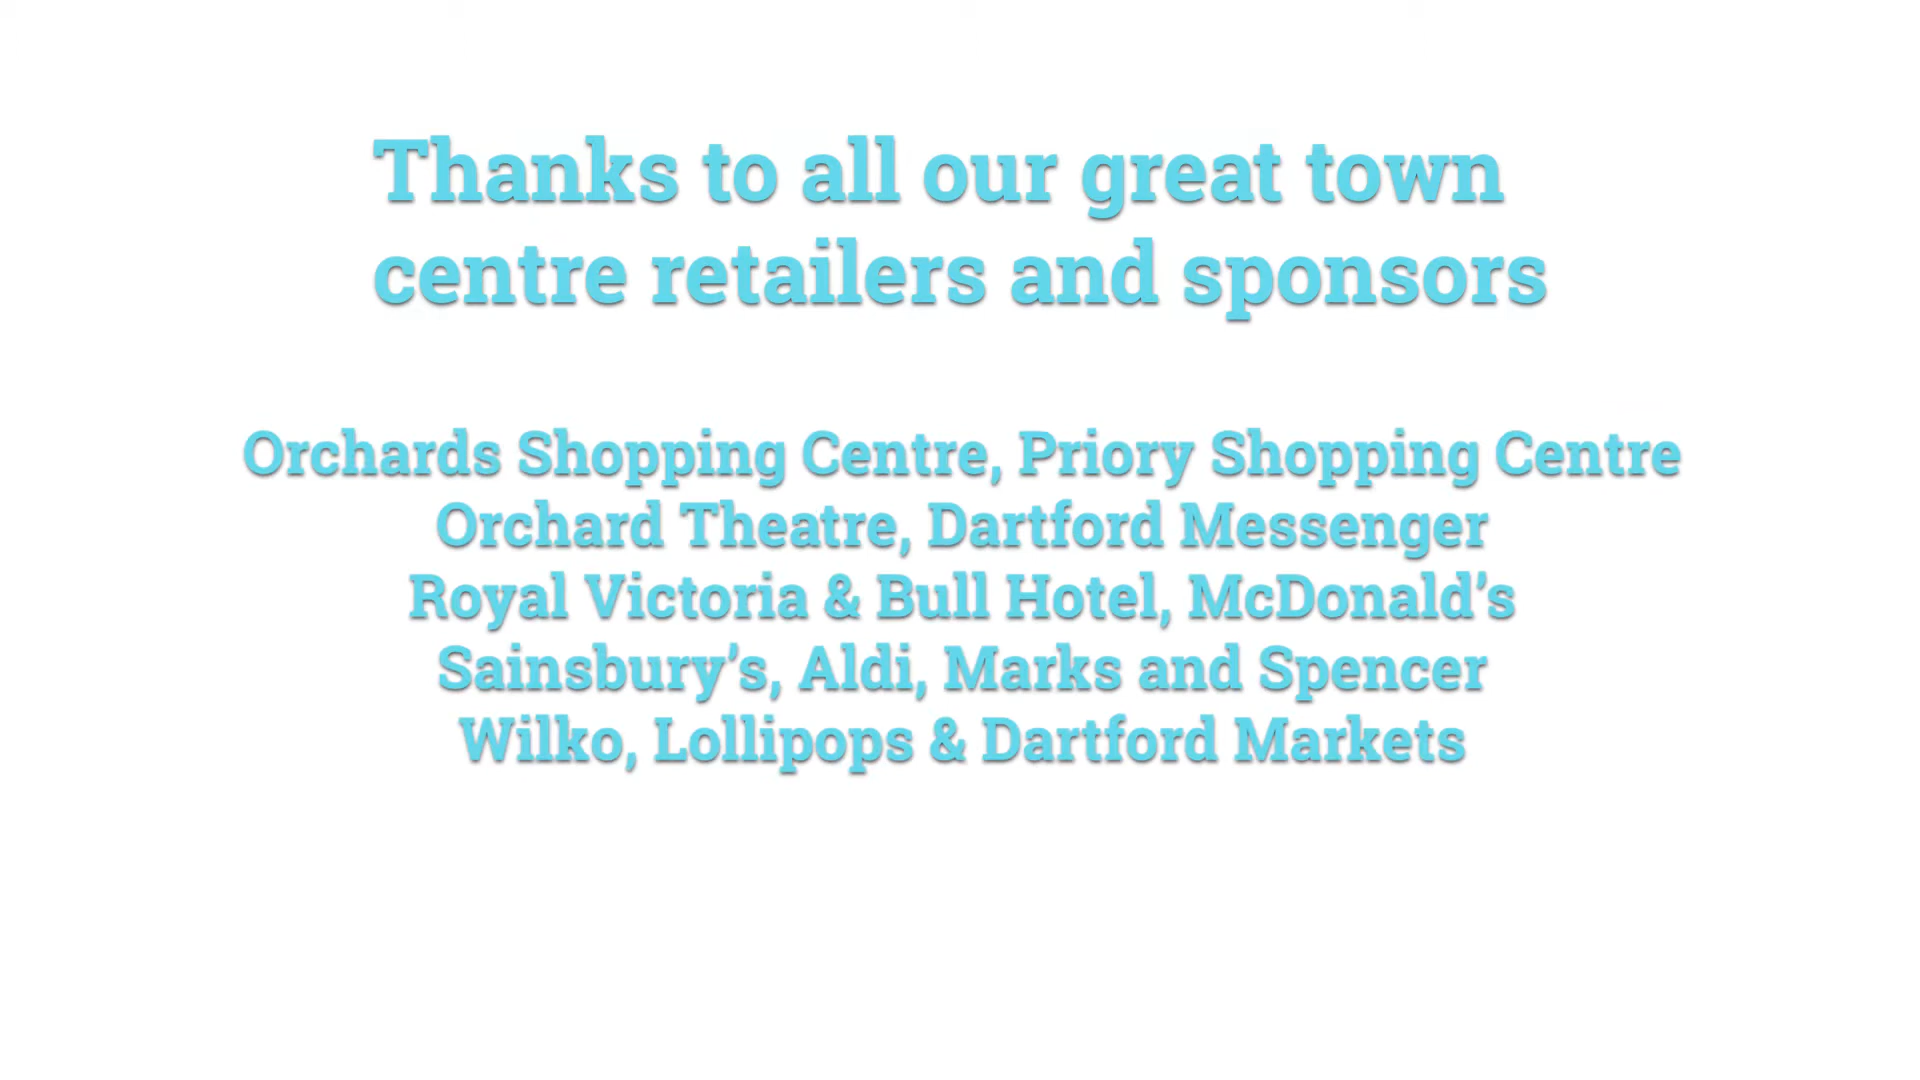 Thanks to all our great town
centre retailers and sponsors
Orchards Shopping Centre, Priory Shopping Centre
Orchard Theatre, Dartford Messenger
Royal Victoria & Bull Hotel, McDonald’s
Sainsbury’s, Aldi, Marks and Spencer
Wilko, Lollipops & Dartford Markets